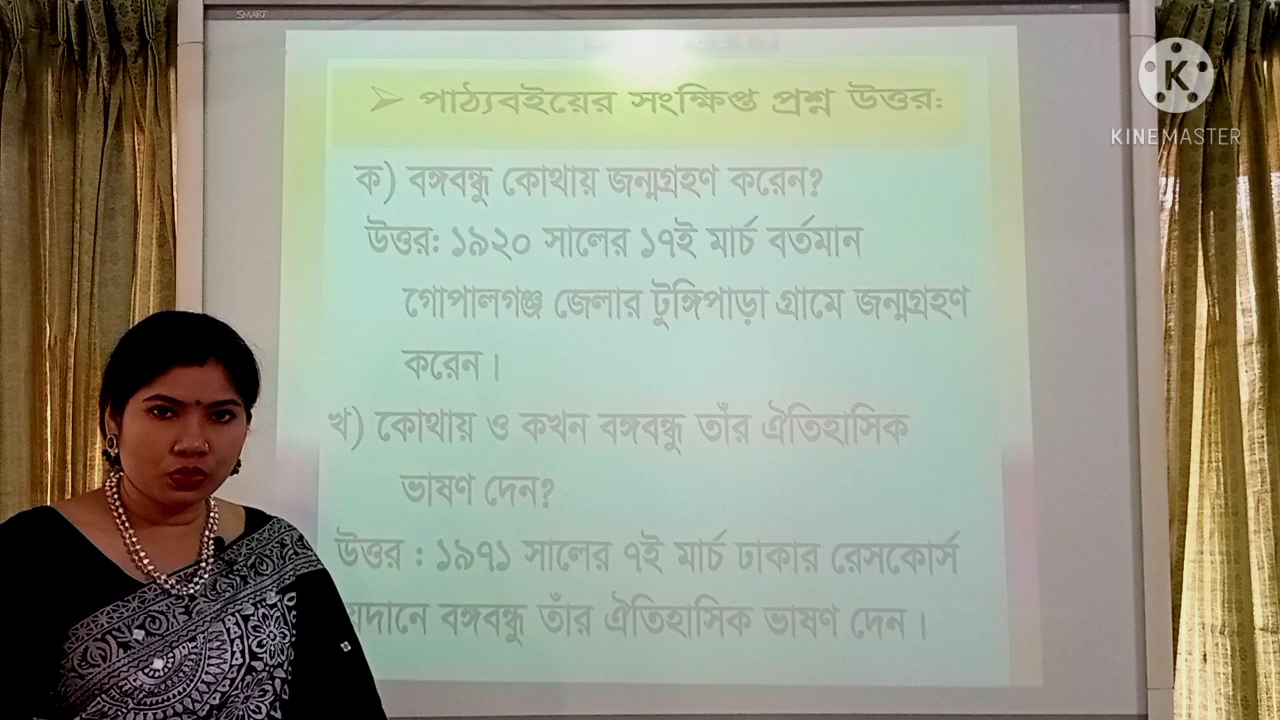 SMART
➢ পাঠ্যবইয়ের সংক্ষিপ্ত প্রশ্ন উত্তর:
ক) বঙ্গবন্ধু কোথায় জন্মগ্রহণ করেন?
উত্তর: ১৯২০ সালের ১৭ই মার্চ বর্তমান
গোপালগঞ্জ জেলার টুঙ্গিপাড়া গ্রামে জন্মগ্রহণ
করেন।
খ) কোথায় ও কখন বঙ্গবন্ধু তাঁর ঐতিহাসিক
ভাষণ দেন?
উত্তর : ১৯৭১ সালের ৭ই মার্চ ঢাকার রেসকোর্স
বঙ্গবন্ধু তাঁর ঐতিহাসিক ভাষণ দেন।
K
KINEMASTER